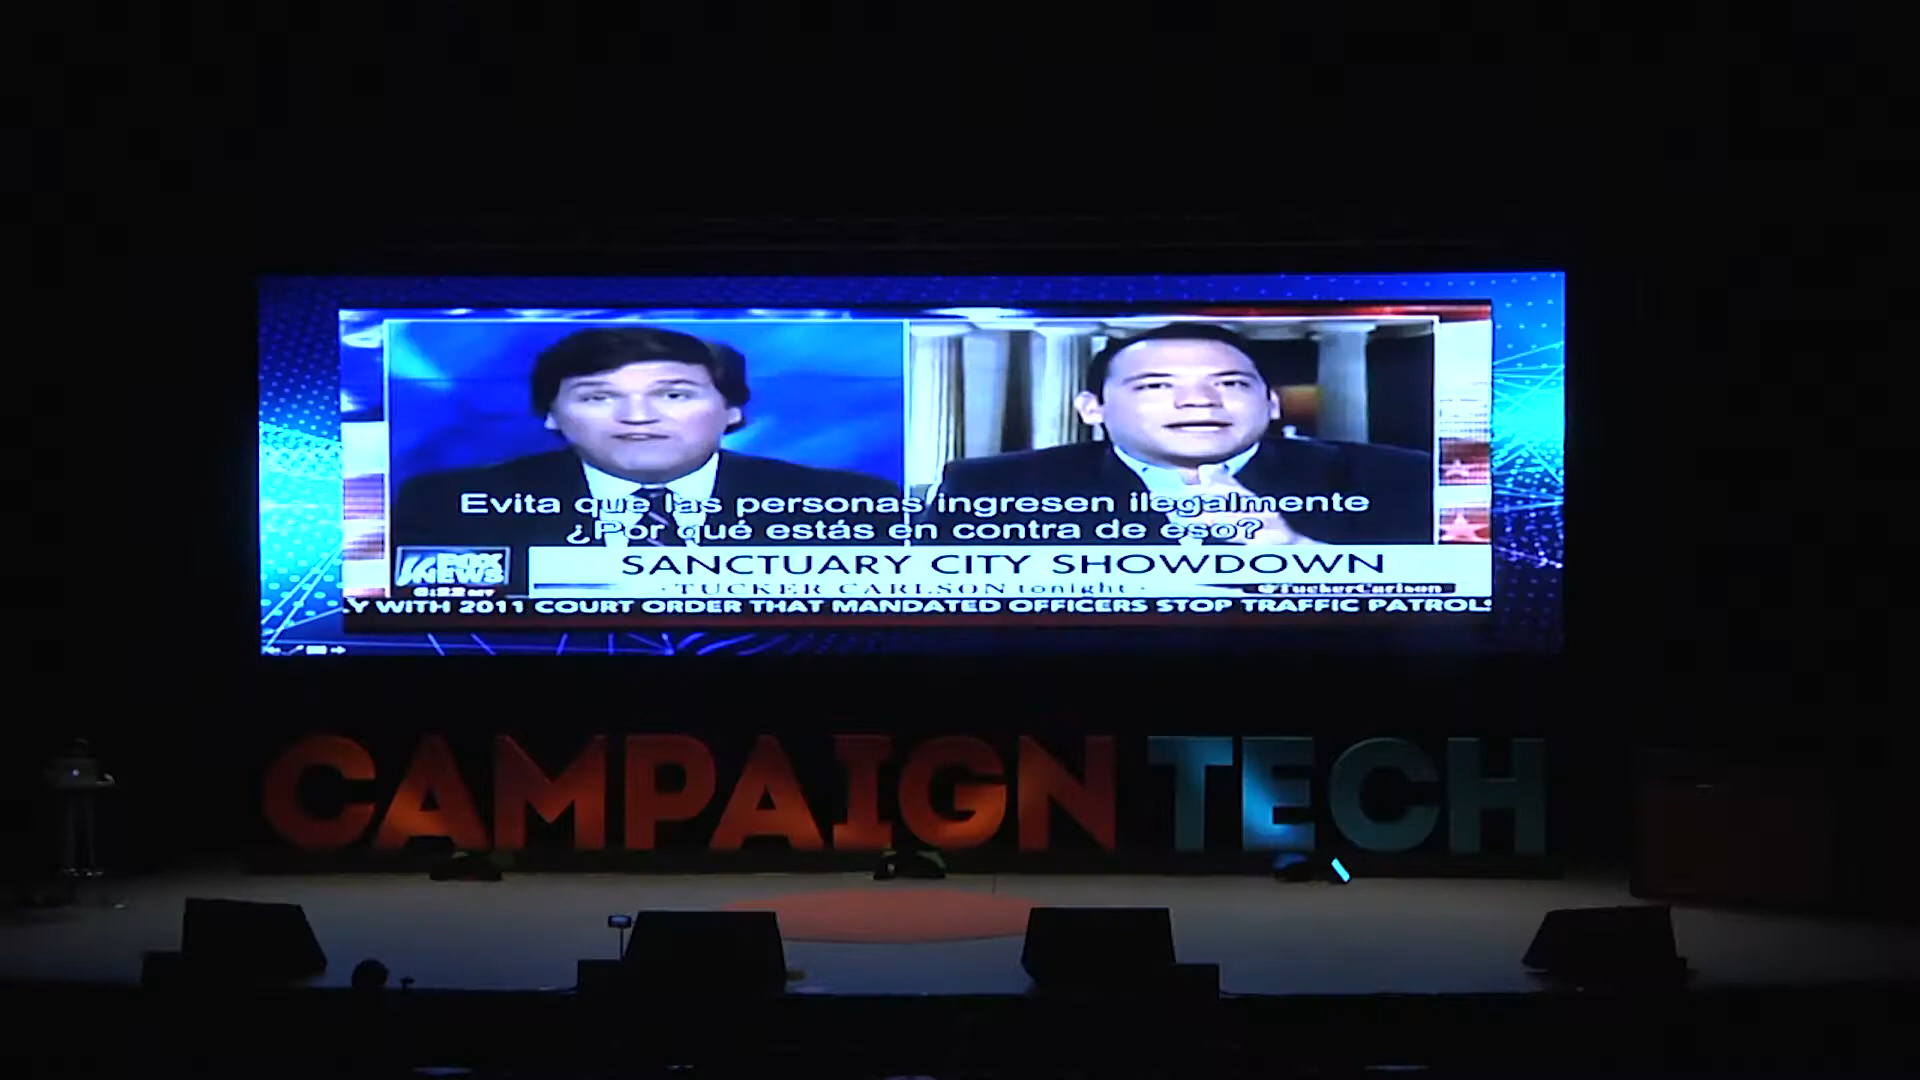 Evita que las personas ingresen ilegalmente
¿Por qué estás en contra de eso?
FOX
NEWS
SANCTUARY CITY SHOWDOWN
· TUCKER CARLSON tonight ·
@TuckerCarlson
Y WITH 2011 COURT ORDER THAT MANDATED OFFICERS STOP TRAFFIC PATROLS
CAMPAIGN TECH